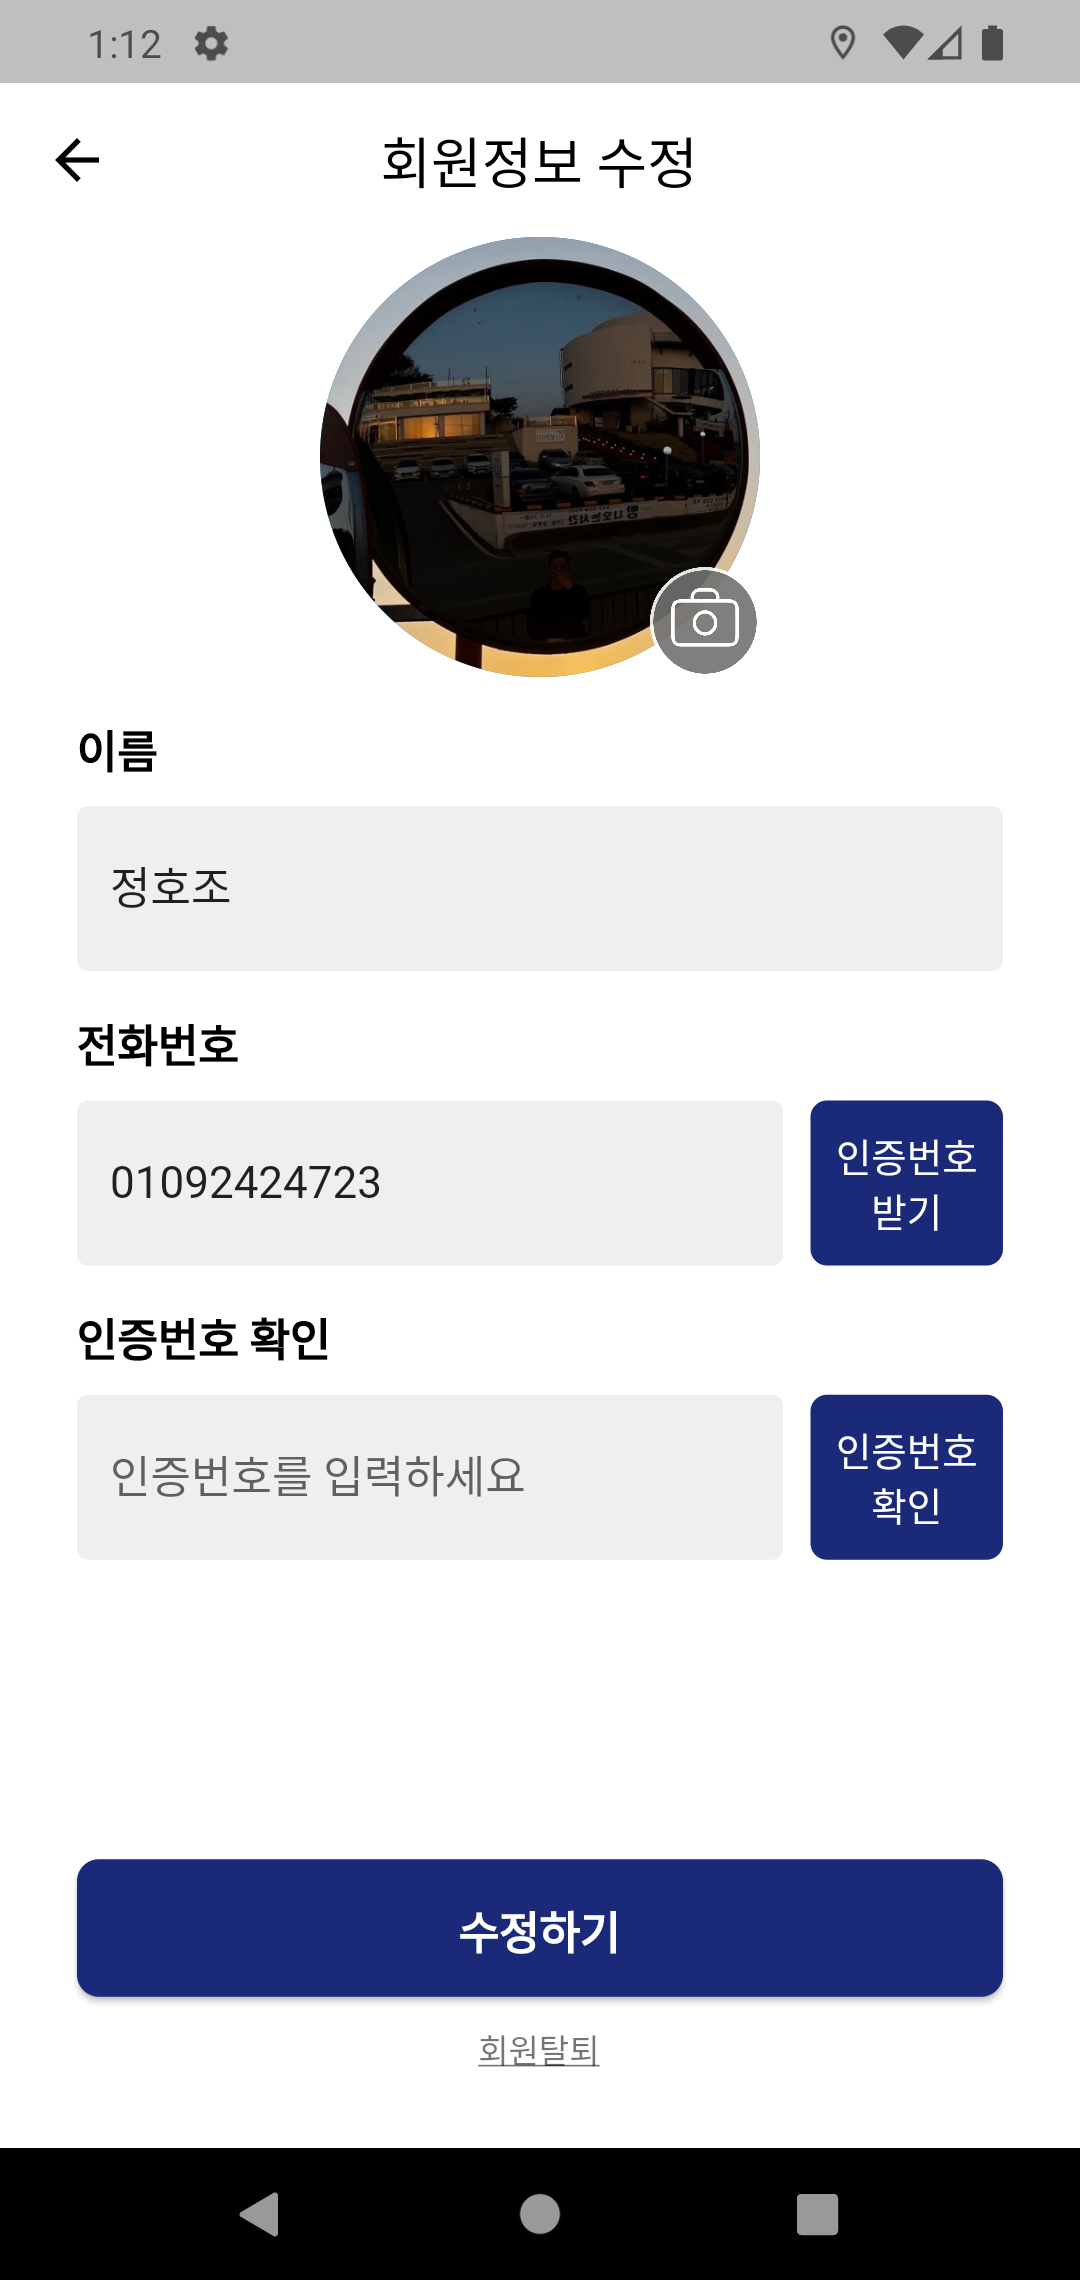 1:12
회원정보 수정
이름
정호조
전화번호
01092424723
인증번호
받기
인증번호 확인
인증번호를 입력하세요
인증번호
확인
수정하기
회원탈퇴